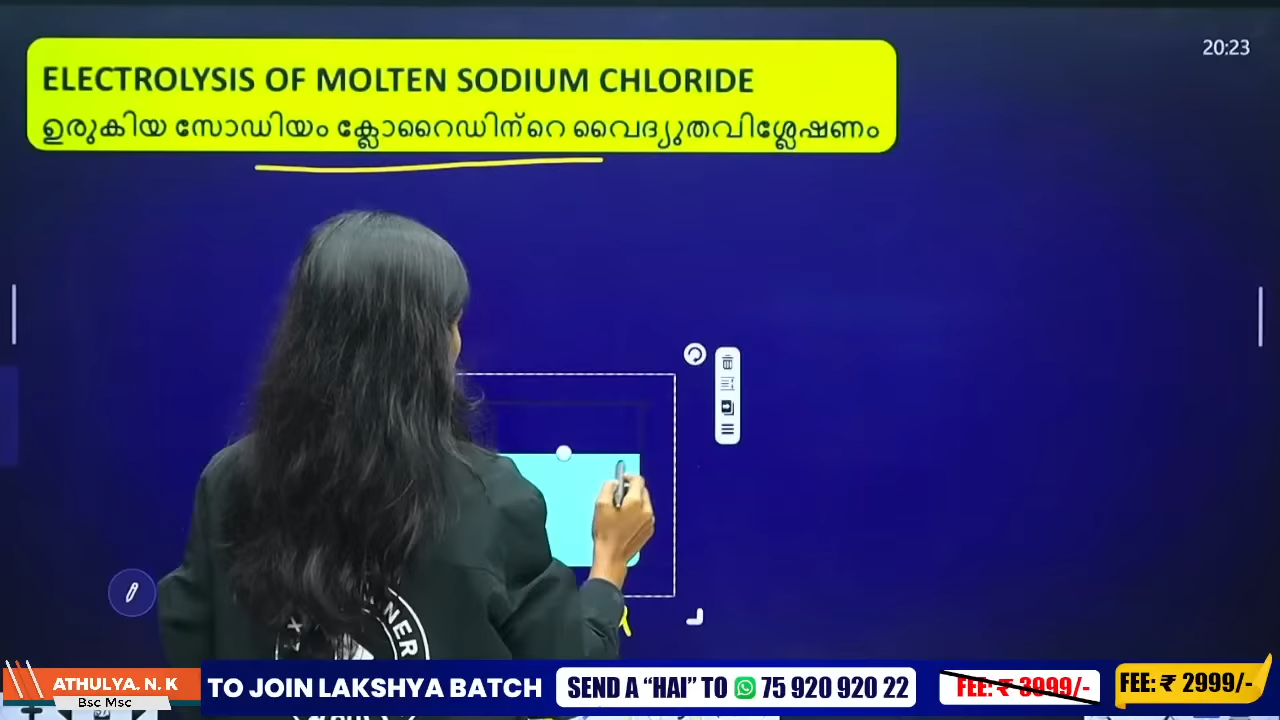 ELECTROLYSIS OF MOLTEN SODIUM CHLORIDE
20:23
ഉരുകിയ സോഡിയം ക്ലോറൈഡിന്റെ വൈദ്യുതവിശ്ലേഷണം
NER
ATHULYA. N. K
Bsc Msc
TO JOIN LAKSHYA BATCH
SEND A “HAI” TO 75 920 920 22
FEE: ₹ 3999/-
FEE: ₹ 2999/-